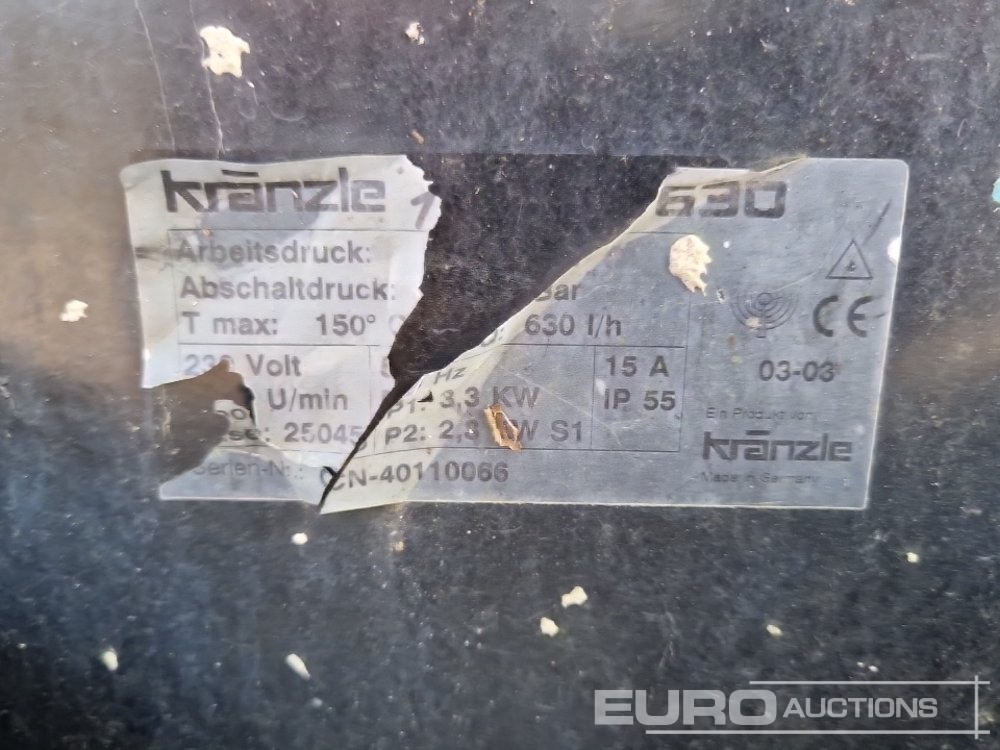 kränzle 1 630
Arbeitsdruck:
Abschaltdruck: Bar
T max: 150° 630 l/h
Volt Hz 15 A 03-03
U/min P1: 3,3 KW IP 55
25045 P2: 2,3 KW S1
Serien-Nr.: CN-40110066
Ein Produkt von
kränzle
Made in Germany
CE
EURO AUCTIONS